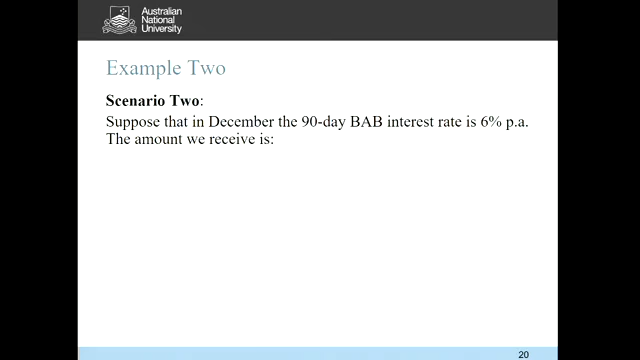 Australian
National
University
Example Two
Scenario Two:
Suppose that in December the 90-day BAB interest rate is 6% p.a.
The amount we receive is:
20